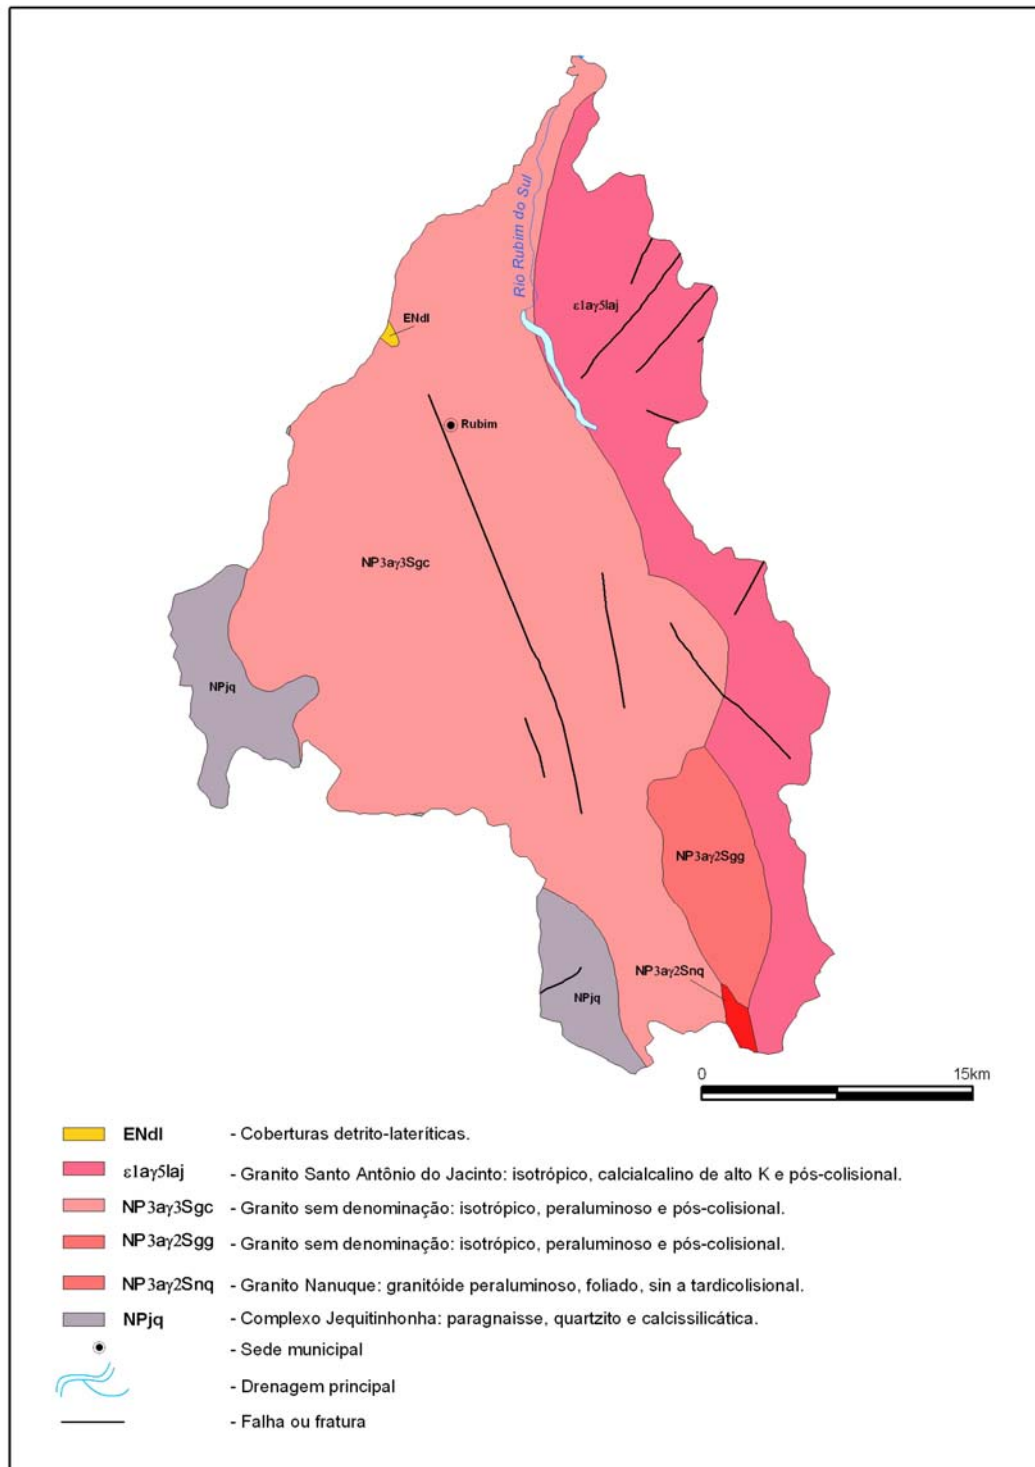 Rio Rubim do Sul
ε1aγ5Iaj
ENdl
Rubim
NP3aγ3Sgc
NPjq
NP3aγ2Sgg
NP3aγ2Snq
NPjq
0 15km
ENdl - Coberturas detrito-lateríticas.
ε1aγ5Iaj - Granito Santo Antônio do Jacinto: isotrópico, calcialcalino de alto K e pós-colisional.
NP3aγ3Sgc - Granito sem denominação: isotrópico, peraluminoso e pós-colisional.
NP3aγ2Sgg - Granito sem denominação: isotrópico, peraluminoso e pós-colisional.
NP3aγ2Snq - Granito Nanuque: granitóide peraluminoso, foliado, sin a tardicolisional.
NPjq - Complexo Jequitinhonha: paragnaisse, quartzito e calcissilicática.
- Sede municipal
- Drenagem principal
- Falha ou fratura